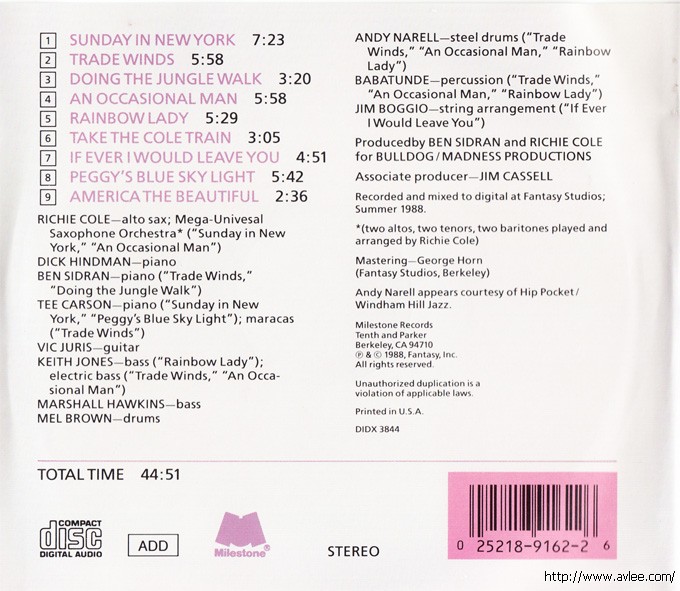 1 SUNDAY IN NEW YORK 7:23
2 TRADE WINDS 5:58
3 DOING THE JUNGLE WALK 3:20
4 AN OCCASIONAL MAN 5:58
5 RAINBOW LADY 5:29
6 TAKE THE COLE TRAIN 3:05
7 IF EVER I WOULD LEAVE YOU 4:51
8 PEGGY'S BLUE SKY LIGHT 5:42
9 AMERICA THE BEAUTIFUL 2:36
RICHIE COLE—alto sax; Mega-Univesal
Saxophone Orchestra* ("Sunday in New
York," "An Occasional Man")
DICK HINDMAN—piano
BEN SIDRAN—piano ("Trade Winds,"
"Doing the Jungle Walk")
TEE CARSON—piano ("Sunday in New
York," "Peggy's Blue Sky Light"); maracas
("Trade Winds")
VIC JURIS—guitar
KEITH JONES—bass ("Rainbow Lady");
electric bass ("Trade Winds," "An Occa-
sional Man")
MARSHALL HAWKINS—bass
MEL BROWN—drums
ANDY NARELL—steel drums ("Trade
Winds," "An Occasional Man," "Rainbow
Lady")
BABATUNDE—percussion ("Trade Winds,"
"An Occasional Man," "Rainbow Lady")
JIM BOGGIO—string arrangement ("If Ever
I Would Leave You")
Produced by BEN SIDRAN and RICHIE COLE
for BULLDOG/MADNESS PRODUCTIONS
Associate producer—JIM CASSELL
Recorded and mixed to digital at Fantasy Studios;
Summer 1988.
*(two altos, two tenors, two baritones played and
arranged by Richie Cole)
Mastering—George Horn
(Fantasy Studios, Berkeley)
Andy Narell appears courtesy of Hip Pocket/
Windham Hill Jazz.
Milestone Records
Tenth and Parker
Berkeley, CA 94710
℗ & © 1988, Fantasy, Inc.
All rights reserved.
Unauthorized duplication is a
violation of applicable laws.
Printed in U.S.A.
DIDX 3844
TOTAL TIME 44:51
COMPACT
disc
DIGITAL AUDIO
ADD
Milestone®
STEREO
0 25218-9162-2 6
http://www.avlee.com/